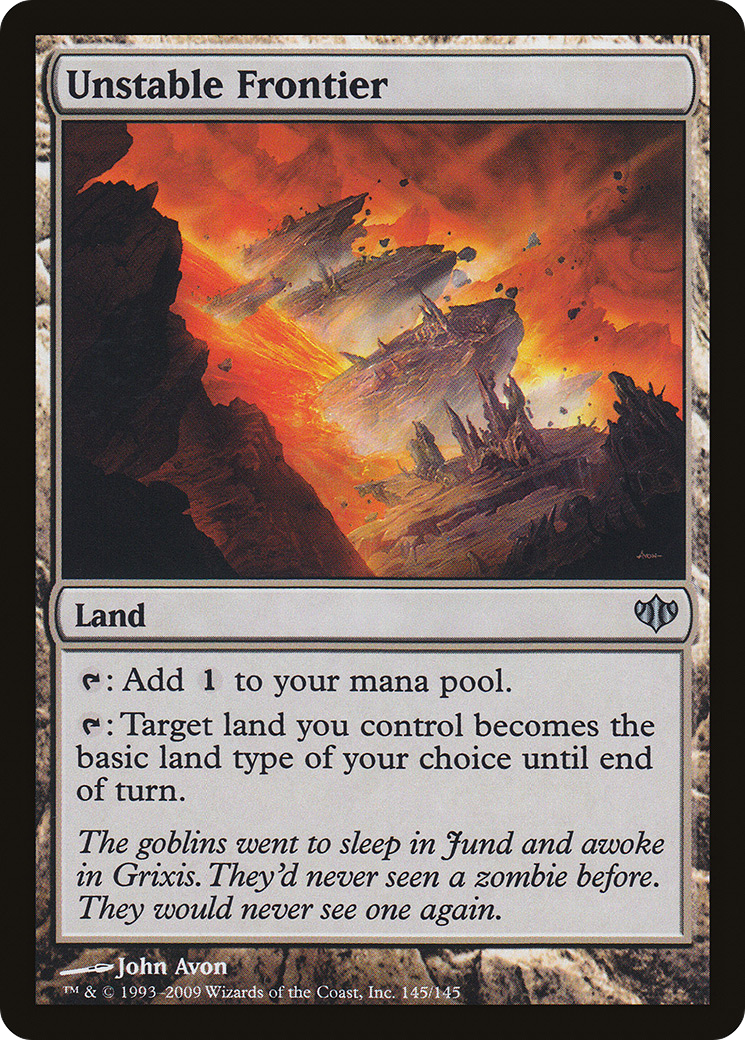 Unstable Frontier
AVON
Land
: Add 1 to your mana pool.
: Target land you control becomes the
basic land type of your choice until end
of turn.
The goblins went to sleep in Jund and awoke
in Grixis. They'd never seen a zombie before.
They would never see one again.
John Avon
™ & © 1993–2009 Wizards of the Coast, Inc. 145/145